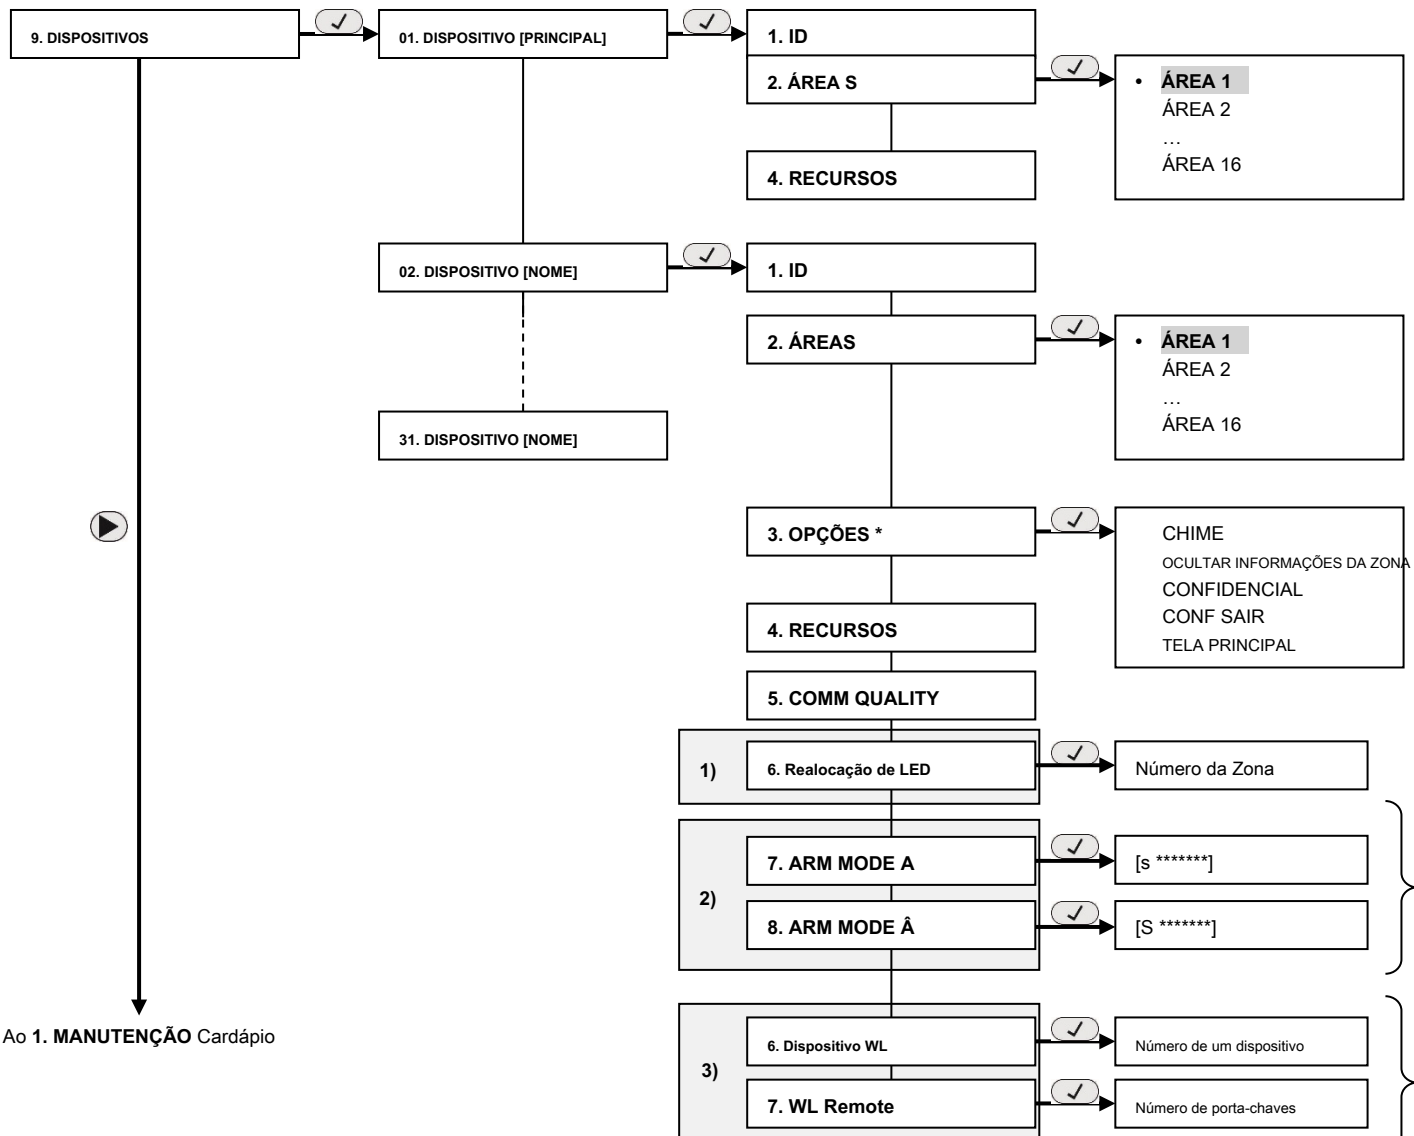 9. DISPOSITIVOS
01. DISPOSITIVO [PRINCIPAL]
1. ID
2. ÁREA S
• ÁREA 1
ÁREA 2
…
ÁREA 16
4. RECURSOS
02. DISPOSITIVO [NOME]
1. ID
2. ÁREAS
• ÁREA 1
ÁREA 2
…
ÁREA 16
31. DISPOSITIVO [NOME]
3. OPÇÕES *
CHIME
OCULTAR INFORMAÇÕES DA ZONA
CONFIDENCIAL
CONF SAIR
TELA PRINCIPAL
4. RECURSOS
5. COMM QUALITY
1)
6. Realocação de LED
Número da Zona
2)
7. ARM MODE A
[s *******]
8. ARM MODE Â
[S *******]
Ao 1. MANUTENÇÃO Cardápio
3)
6. Dispositivo WL
Número de um dispositivo
7. WL Remote
Número de porta-chaves